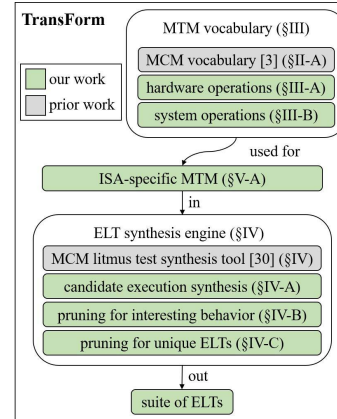 TransForm
MTM vocabulary (§III)
MCM vocabulary [3] (§II-A)
hardware operations (§III-A)
system operations (§III-B)
our work
prior work
used for
ISA-specific MTM (§V-A)
in
ELT synthesis engine (§IV)
MCM litmus test synthesis tool [30] (§IV)
candidate execution synthesis (§IV-A)
pruning for interesting behavior (§IV-B)
pruning for unique ELTs (§IV-C)
out
suite of ELTs